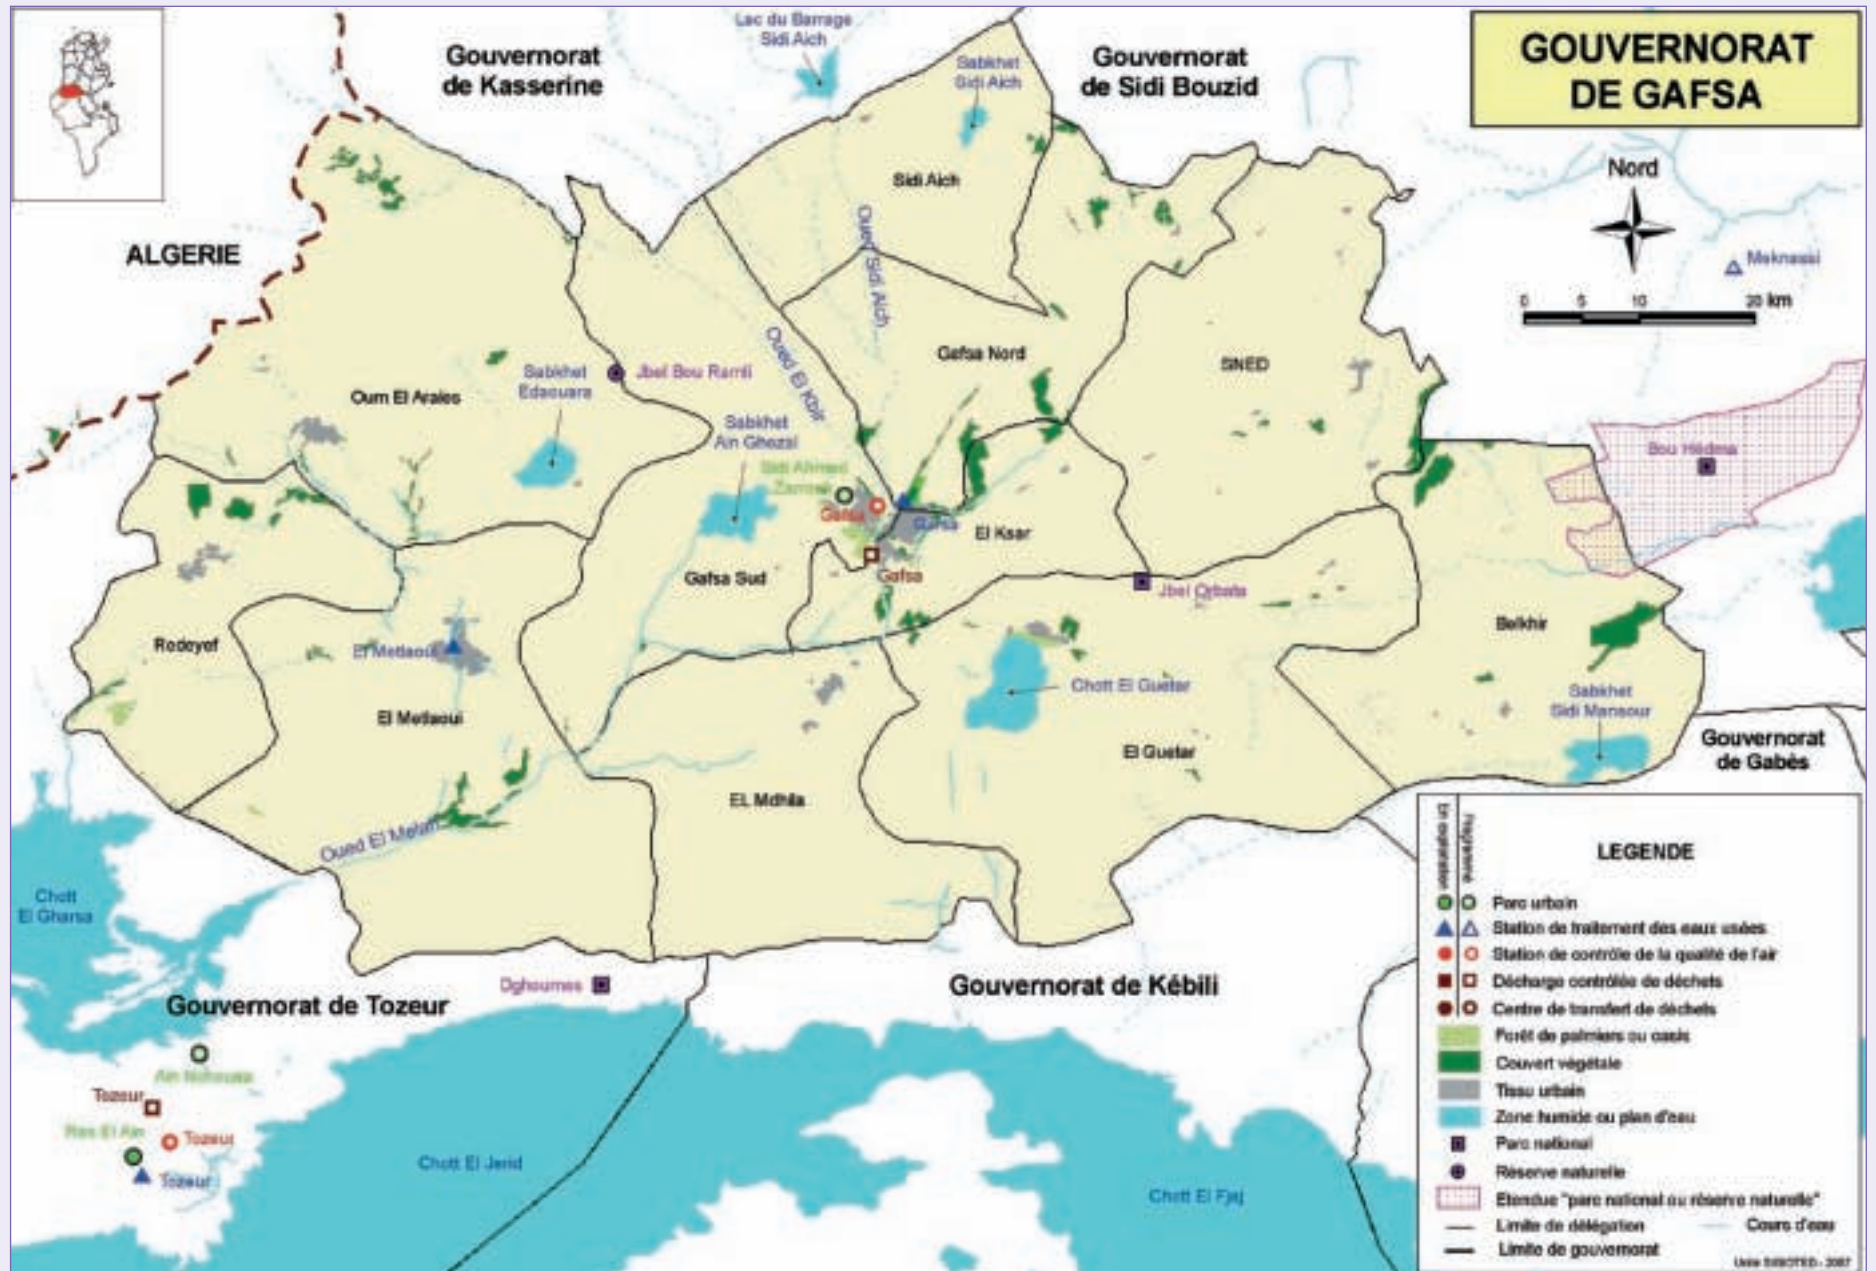 GOUVERNORAT
DE GAFSA
Lac du Barrage
Sidi Aich
Gouvernorat
de Kasserine
Sabkhet
Sidi Aich
Gouvernorat
de Sidi Bouzid
Nord
Sidi Aich
ALGERIE
Oued Sidi Aich
Meknassi
0 5 10 20 km
Oued El Kbir
Gafsa Nord
SNED
Oum El Araies
Sabkhet
Edaouara
Jbel Bou Ramli
Sabkhet
Ain Ghezal
Sidi Ahmed
Bou Hédma
Gafsa
Gafsa
El Ksar
Gafsa Sud
Gafsa
Jbel Orbata
Redeyef
Belkhir
El Metlaoui
Chott El Guetar
Sabkhet
Sidi Mansour
El Metlaoui
El Guetar
Gouvernorat
de Gabès
EL Mdhila
Oued El Melah
Chott
El Gharsa
Gouvernorat de Tozeur
Dghoumes
Gouvernorat de Kébili
Tozeur
Ras El Ain
Tozeur
Tozeur
Chott El Jerid
Chott El Fjej
En exploitation
Programmé
LEGENDE
Parc urbain
Station de traitement des eaux usées
Station de contrôle de la qualité de l'air
Décharge contrôlée de déchets
Centre de transfert de déchets
Forêt de palmiers ou oasis
Couvert végétale
Tissu urbain
Zone humide ou plan d'eau
Parc national
Réserve naturelle
Etendue "parc national ou réserve naturelle"
Limite de délégation
Cours d'eau
Limite de gouvernorat
2007